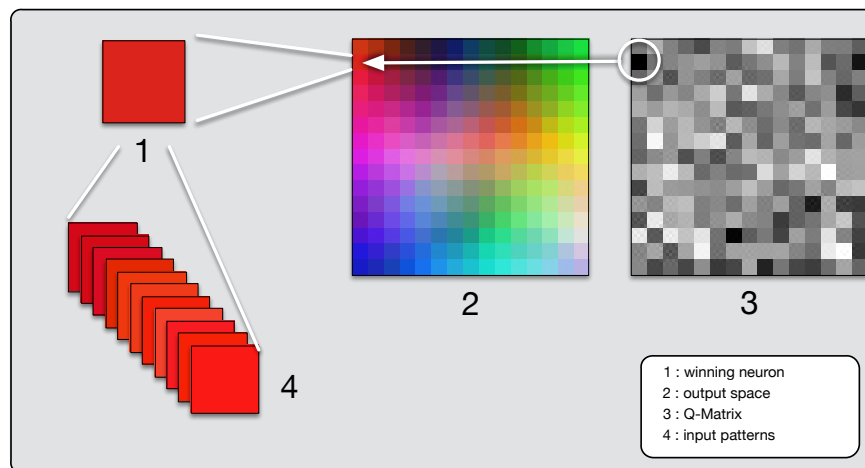 1
2
3
4
1 : winning neuron
2 : output space
3 : Q-Matrix
4 : input patterns